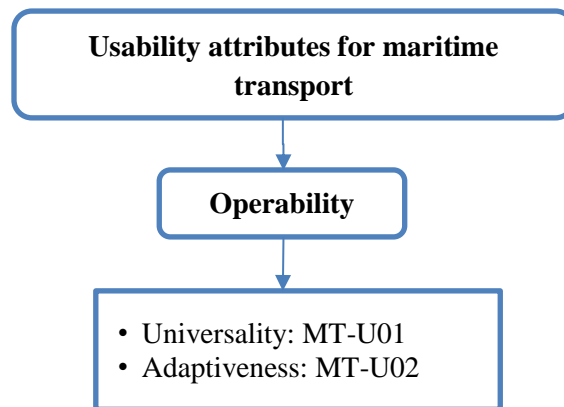 Usability attributes for maritime
transport
Operability
• Universality: MT-U01
• Adaptiveness: MT-U02